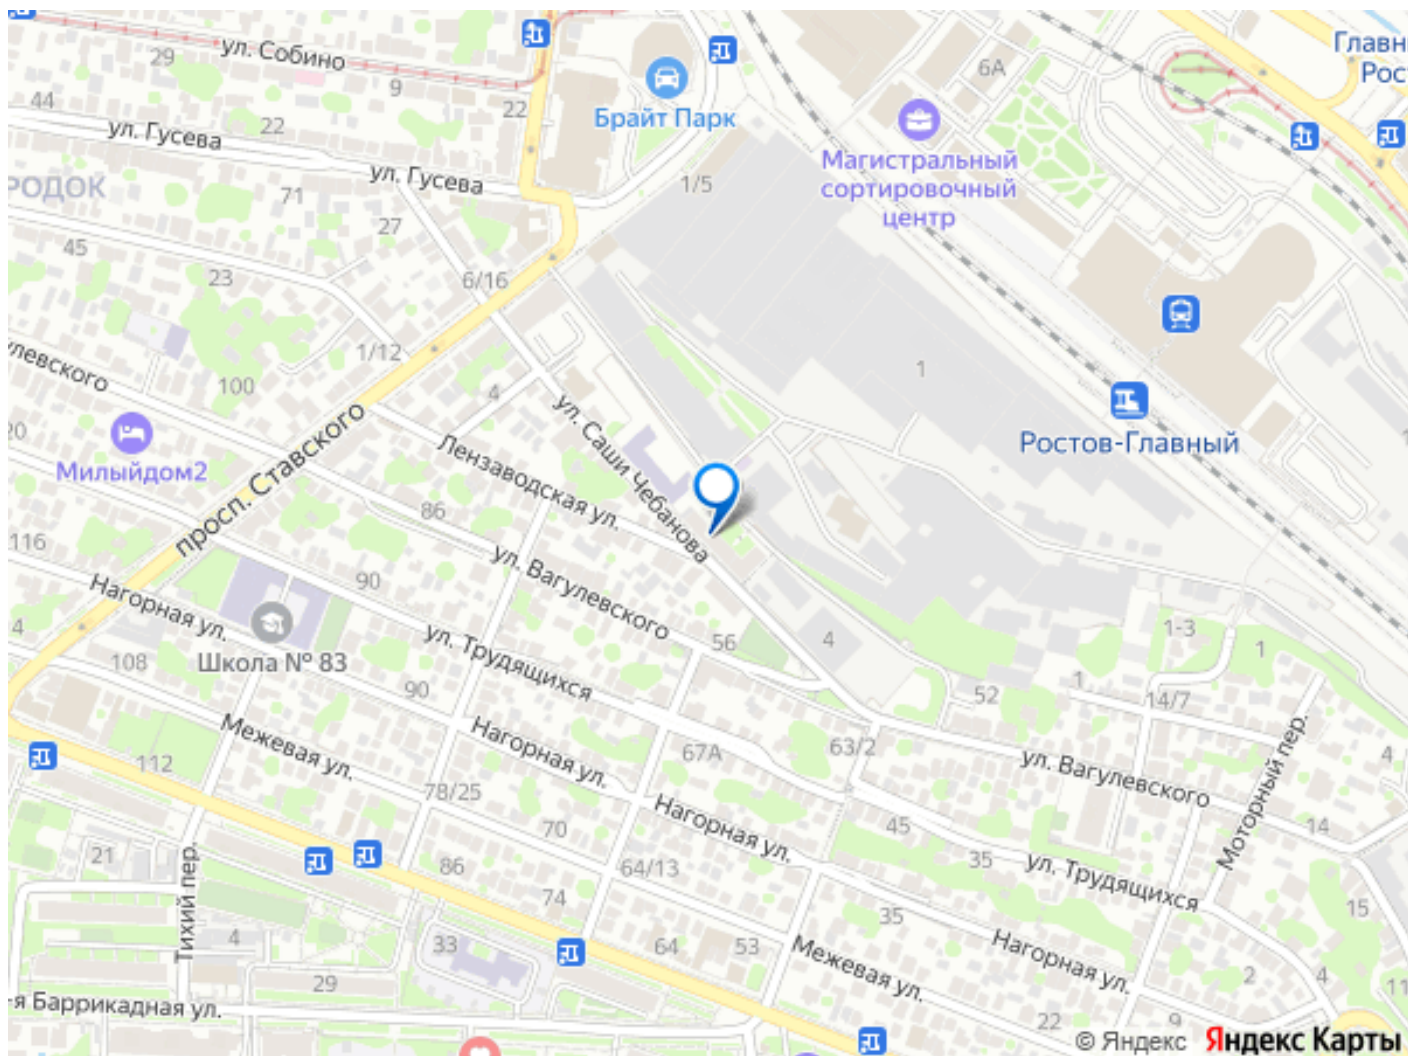 ул. Собино
29
9
44
ул. Гусева
22
22
Брайт Парк
6А
Магистральный
сортировочный
центр
ул. Гусева
1/5
РОДОК
71
27
45
23
6/16
1/12
100
4
1
улевского
20
Милыйдом2
просп. Ставского
Лензаводская ул.
ул. Саши Чебанова
Ростов-Главный
86
116
ул. Вагулевского
90
Нагорная ул.
4
Школа № 83
ул. Трудящихся
56
4
1-3
1
108
90
52
1
14/7
Межевая ул.
Нагорная ул.
67А
63/2
ул. Вагулевского
Моторный пер.
4
112
78/25
Нагорная ул.
70
45
14
21
86
64/13
35
ул. Трудящихся
Тихий пер.
74
35
15
4
33
64
53
Межевая ул.
Нагорная ул.
2
4
11
29
-я Баррикадная ул.
22
9
© Яндекс Яндекс Карты